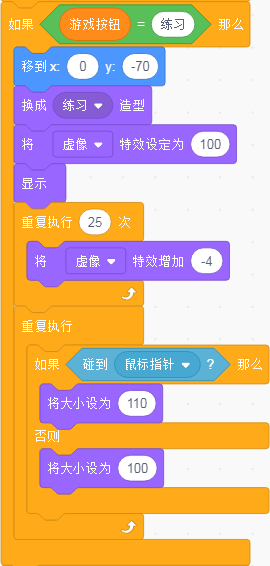 如果 游戏按钮 = 练习 那么
移到 x: 0 y: -70
换成 练习 造型
将 虚像 特效设定为 100
显示
重复执行 25 次
将 虚像 特效增加 -4
重复执行
如果 碰到 鼠标指针 ? 那么
将大小设为 110
否则
将大小设为 100